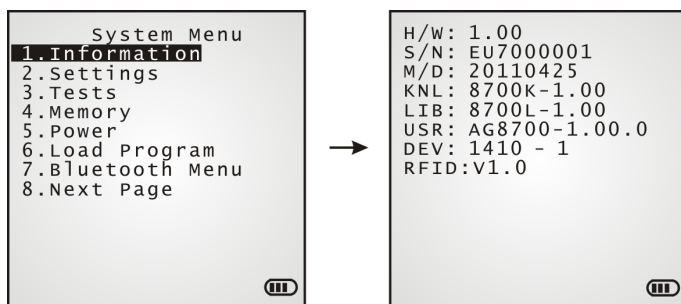 System Menu
1.Information
2.Settings
3.Tests
4.Memory
5.Power
6.Load Program
7.Bluetooth Menu
8.Next Page
H/W: 1.00
S/N: EU7000001
M/D: 20110425
KNL: 8700K-1.00
LIB: 8700L-1.00
USR: AG8700-1.00.0
DEV: 1410 - 1
RFID:V1.0